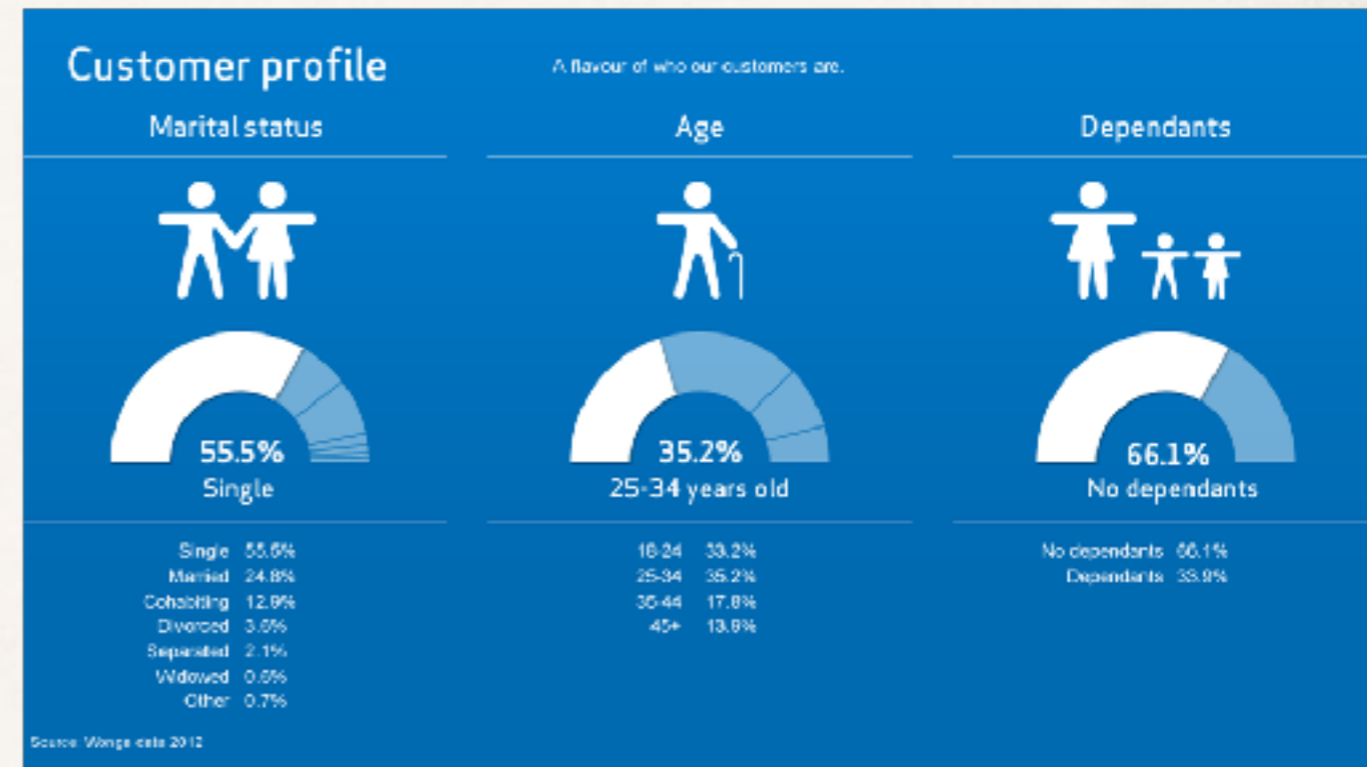 Customer profile
A flavour of who our customers are.
Marital status
55.5%
Single
Single 55.5%
Married 24.8%
Cohabiting 12.9%
Divorced 3.6%
Separated 2.1%
Widowed 0.6%
Other 0.7%
Age
35.2%
25-34 years old
18-24 33.2%
25-34 35.2%
35-44 17.8%
45+ 13.9%
Dependants
66.1%
No dependants
No dependants 66.1%
Dependants 33.9%
Source: Wonga data 2012